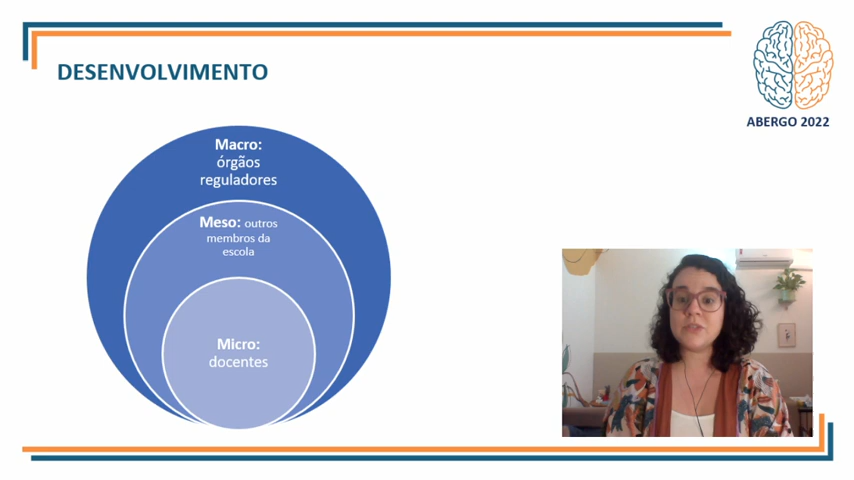 DESENVOLVIMENTO
ABERGO 2022
Macro:
órgãos
reguladores
Meso: outros
membros da
escola
Micro:
docentes